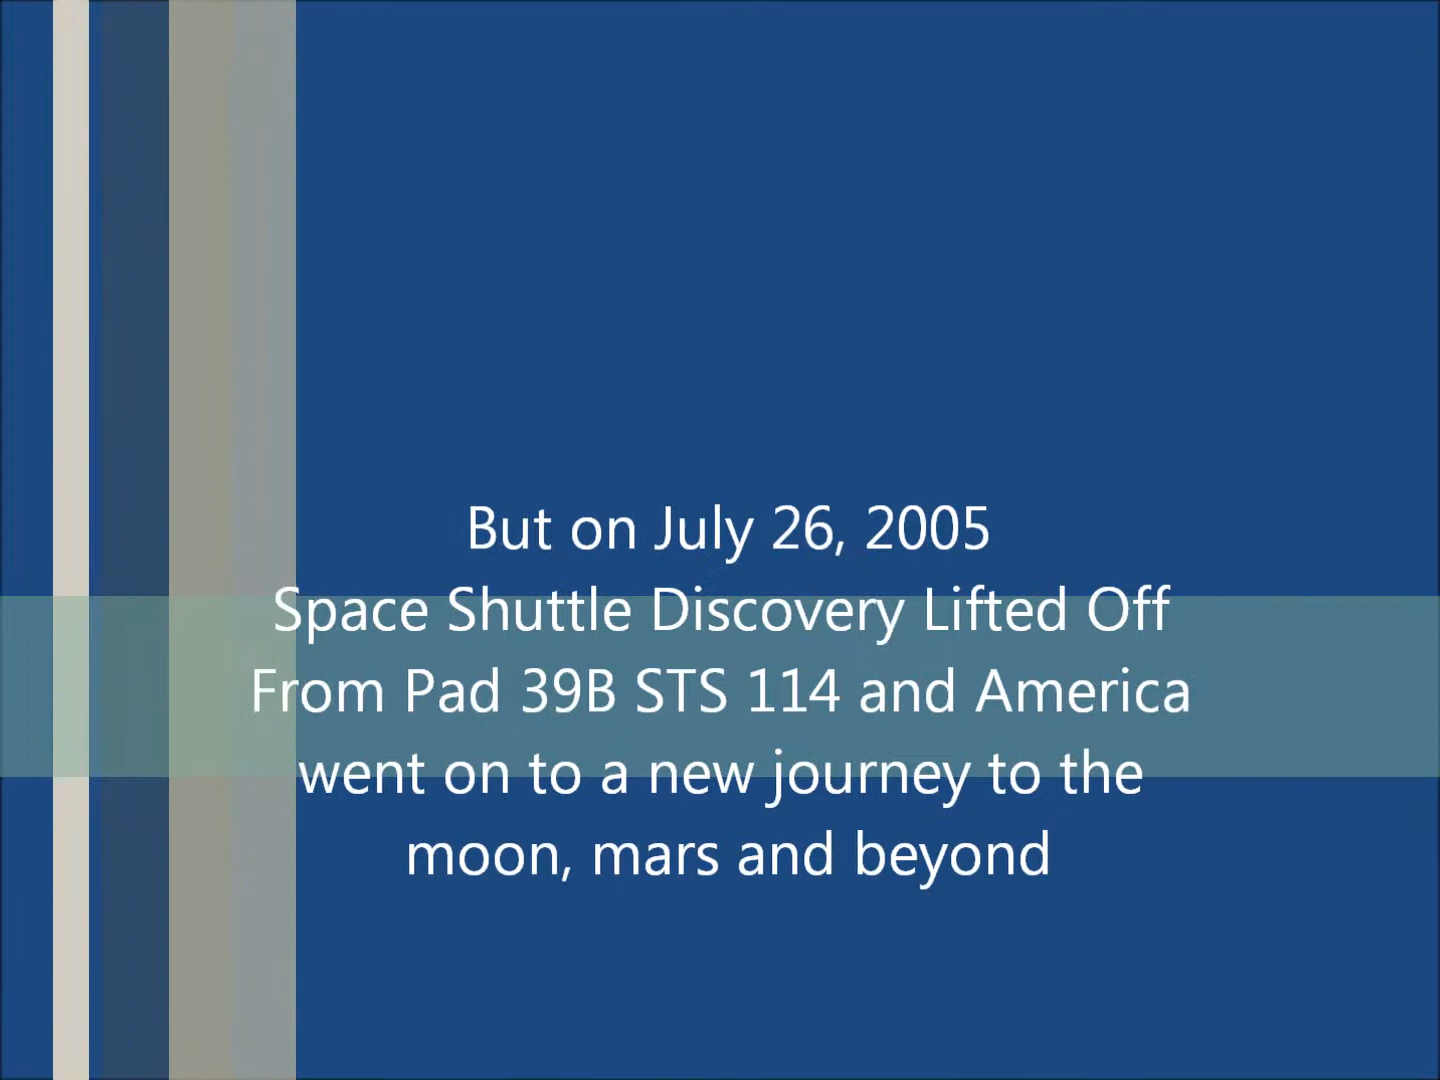 But on July 26, 2005
Space Shuttle Discovery Lifted Off
From Pad 39B STS 114 and America
went on to a new journey to the
moon, mars and beyond